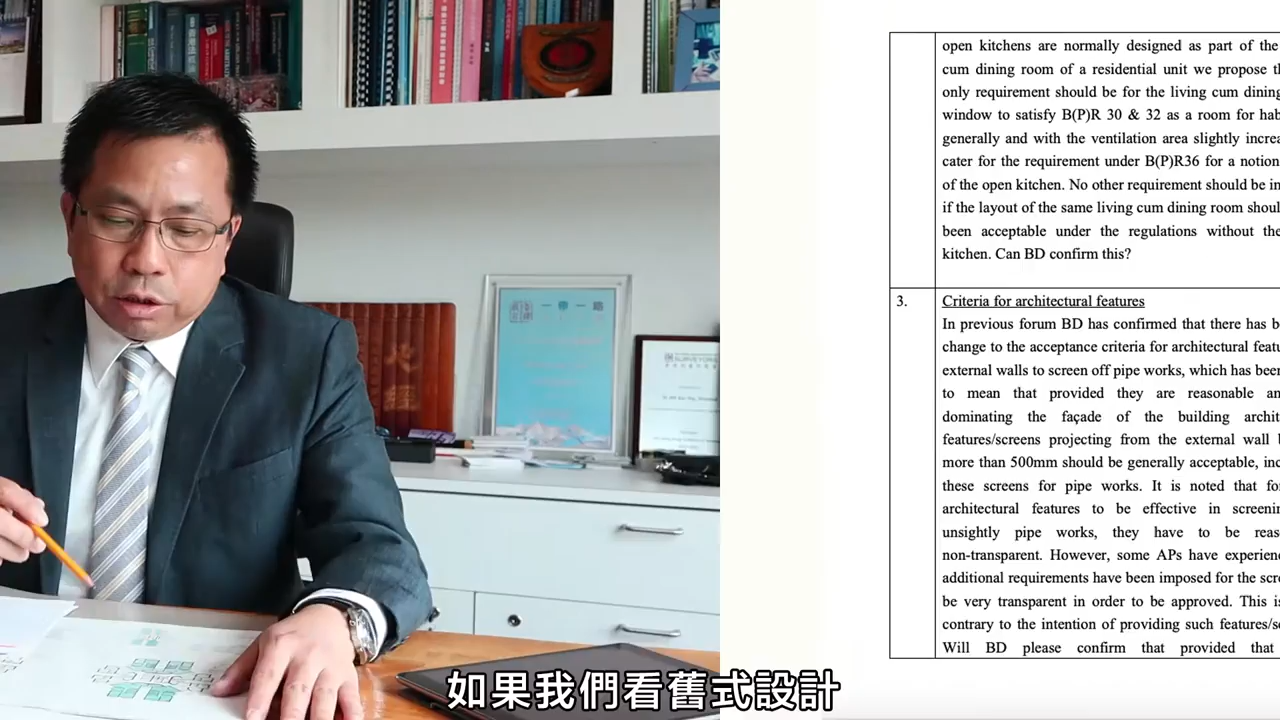 open kitchens are normally designed as part of the
cum dining room of a residential unit we propose t
only requirement should be for the living cum dining
window to satisfy B(P)R 30 & 32 as a room for hab
generally and with the ventilation area slightly increa
cater for the requirement under B(P)R36 for a notion
of the open kitchen. No other requirement should be in
if the layout of the same living cum dining room shoul
been acceptable under the regulations without the
kitchen. Can BD confirm this?
3. Criteria for architectural features
In previous forum BD has confirmed that there has b
change to the acceptance criteria for architectural featu
external walls to screen off pipe works, which has been
to mean that provided they are reasonable an
dominating the façade of the building archit
features/screens projecting from the external wall
more than 500mm should be generally acceptable, inc
these screens for pipe works. It is noted that fo
architectural features to be effective in screenin
unsightly pipe works, they have to be reas
non-transparent. However, some APs have experienc
additional requirements have been imposed for the scr
be very transparent in order to be approved. This i
contrary to the intention of providing such features/s
Will BD please confirm that provided that
一帶一路
如果我們看舊式設計